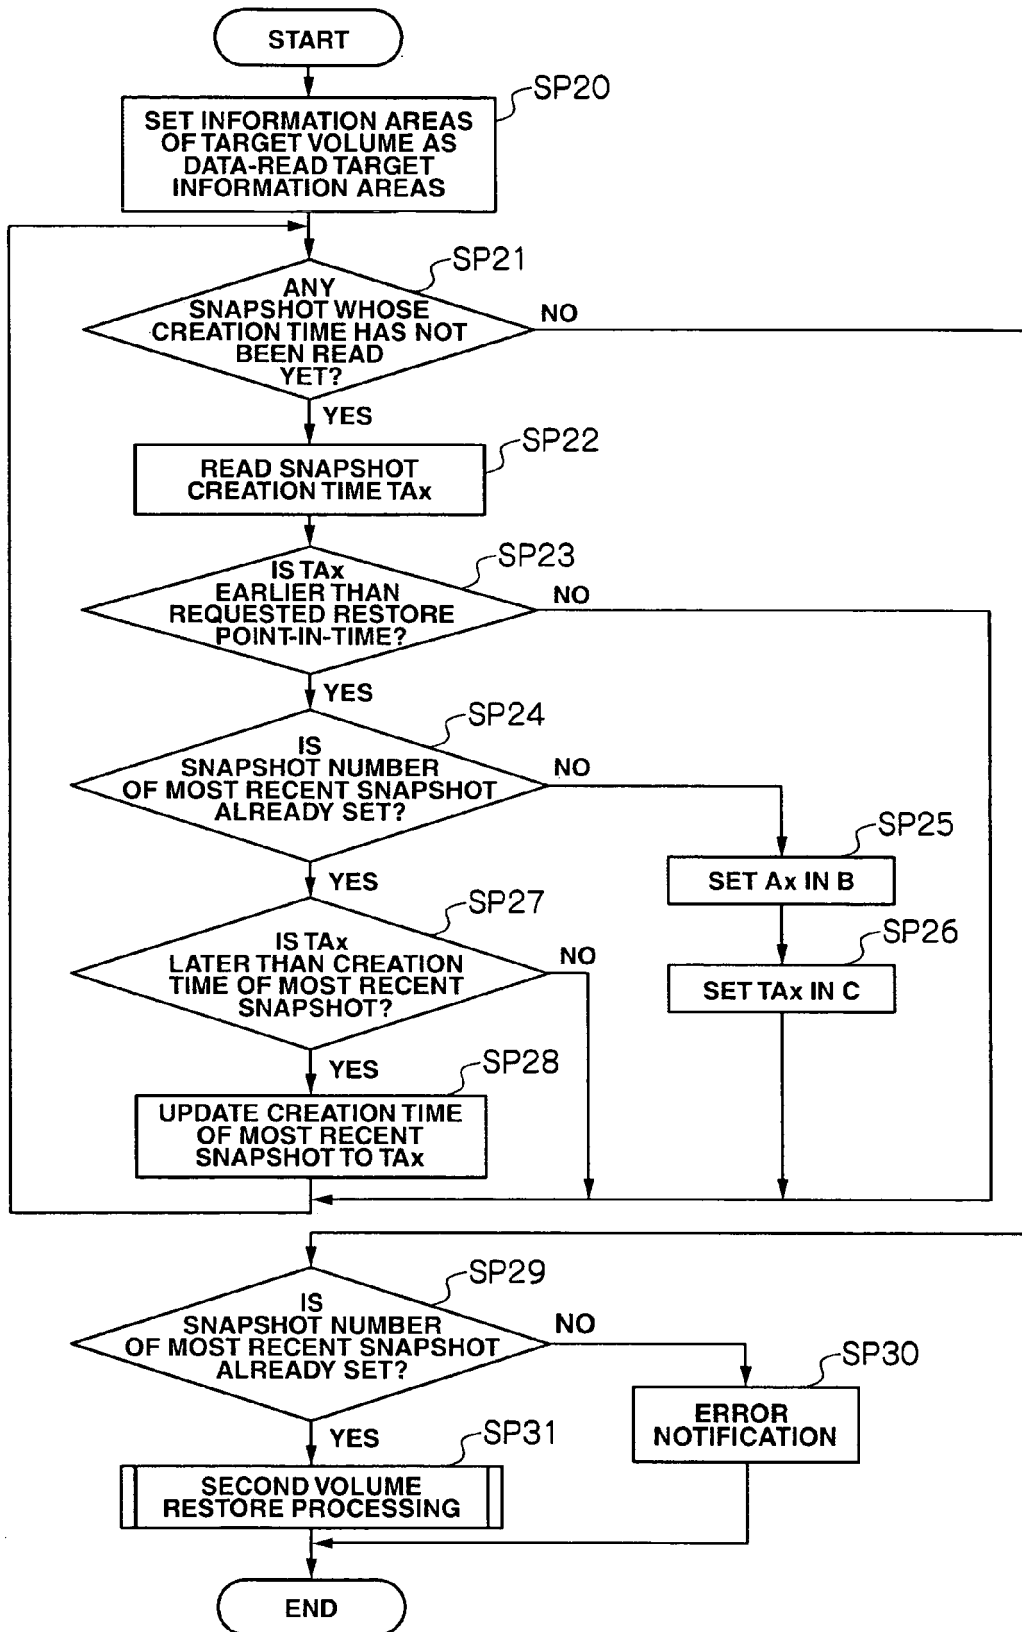 START
SP20
SET INFORMATION AREAS
OF TARGET VOLUME AS
DATA-READ TARGET
INFORMATION AREAS
SP21
ANY
SNAPSHOT WHOSE
CREATION TIME HAS NOT
BEEN READ
YET?
NO
YES
SP22
READ SNAPSHOT
CREATION TIME TAx
SP23
IS TAx
EARLIER THAN
REQUESTED RESTORE
POINT-IN-TIME?
NO
YES
SP24
IS
SNAPSHOT NUMBER
OF MOST RECENT SNAPSHOT
ALREADY SET?
NO
YES
SP25
SET Ax IN B
SP26
SET TAx IN C
SP27
IS TAx
LATER THAN CREATION
TIME OF MOST RECENT
SNAPSHOT?
NO
YES
SP28
UPDATE CREATION TIME
OF MOST RECENT
SNAPSHOT TO TAx
SP29
IS
SNAPSHOT NUMBER
OF MOST RECENT SNAPSHOT
ALREADY SET?
NO
YES
SP30
ERROR
NOTIFICATION
SP31
SECOND VOLUME
RESTORE PROCESSING
END